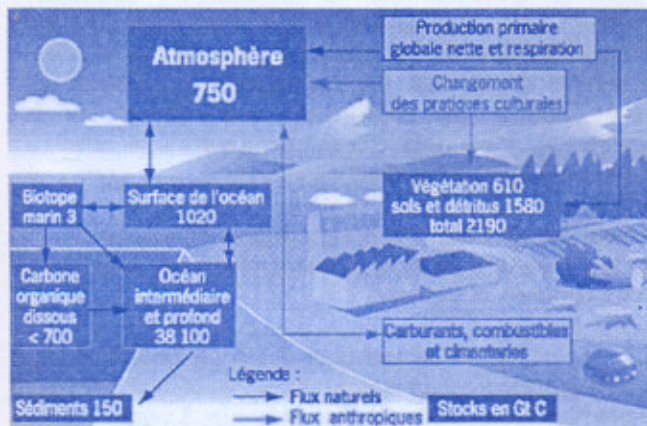 Production primaire
globale nette et respiration
Atmosphère
750
Changement
des pratiques culturales
Biotope
marin 3
Surface de l'océan
1020
Végétation 610
sols et détritus 1580
total 2190
Carbone
organique
dissous
< 700
Océan
intermédiaire
et profond
38 100
Carburants, combustibles
et cimenteries
Légende :
Flux naturels
Flux anthropiques
Sédiments 150
Stocks en Gt C